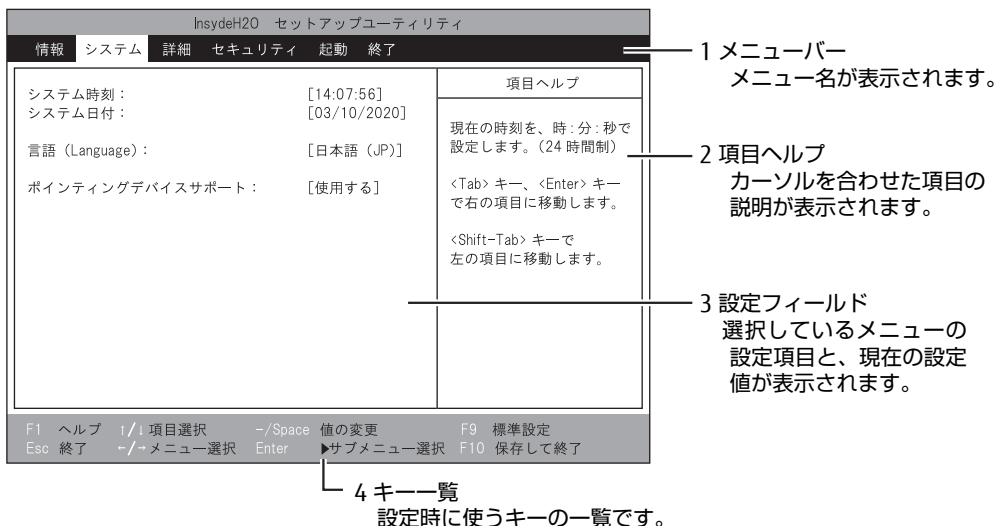 InsydeH2O セットアップユーティリティ
情報 システム 詳細 セキュリティ 起動 終了
システム時刻： [14:07:56]
システム日付： [03/10/2020]
言語 (Language)： [日本語 (JP)]
ポインティングデバイスサポート： [使用する]
項目ヘルプ
現在の時刻を、時：分：秒で
設定します。(24 時間制)
<Tab> キー、<Enter> キー
で右の項目に移動します。
<Shift-Tab> キーで
左の項目に移動します。
F1 ヘルプ ↑/↓ 項目選択 -/Space 値の変更 F9 標準設定
Esc 終了 ←/→ メニュー選択 Enter ▶サブメニュー選択 F10 保存して終了
1 メニューバー
メニュー名が表示されます。
2 項目ヘルプ
カーソルを合わせた項目の
説明が表示されます。
3 設定フィールド
選択しているメニューの
設定項目と、現在の設定
値が表示されます。
4 キー一覧
設定時に使うキーの一覧です。